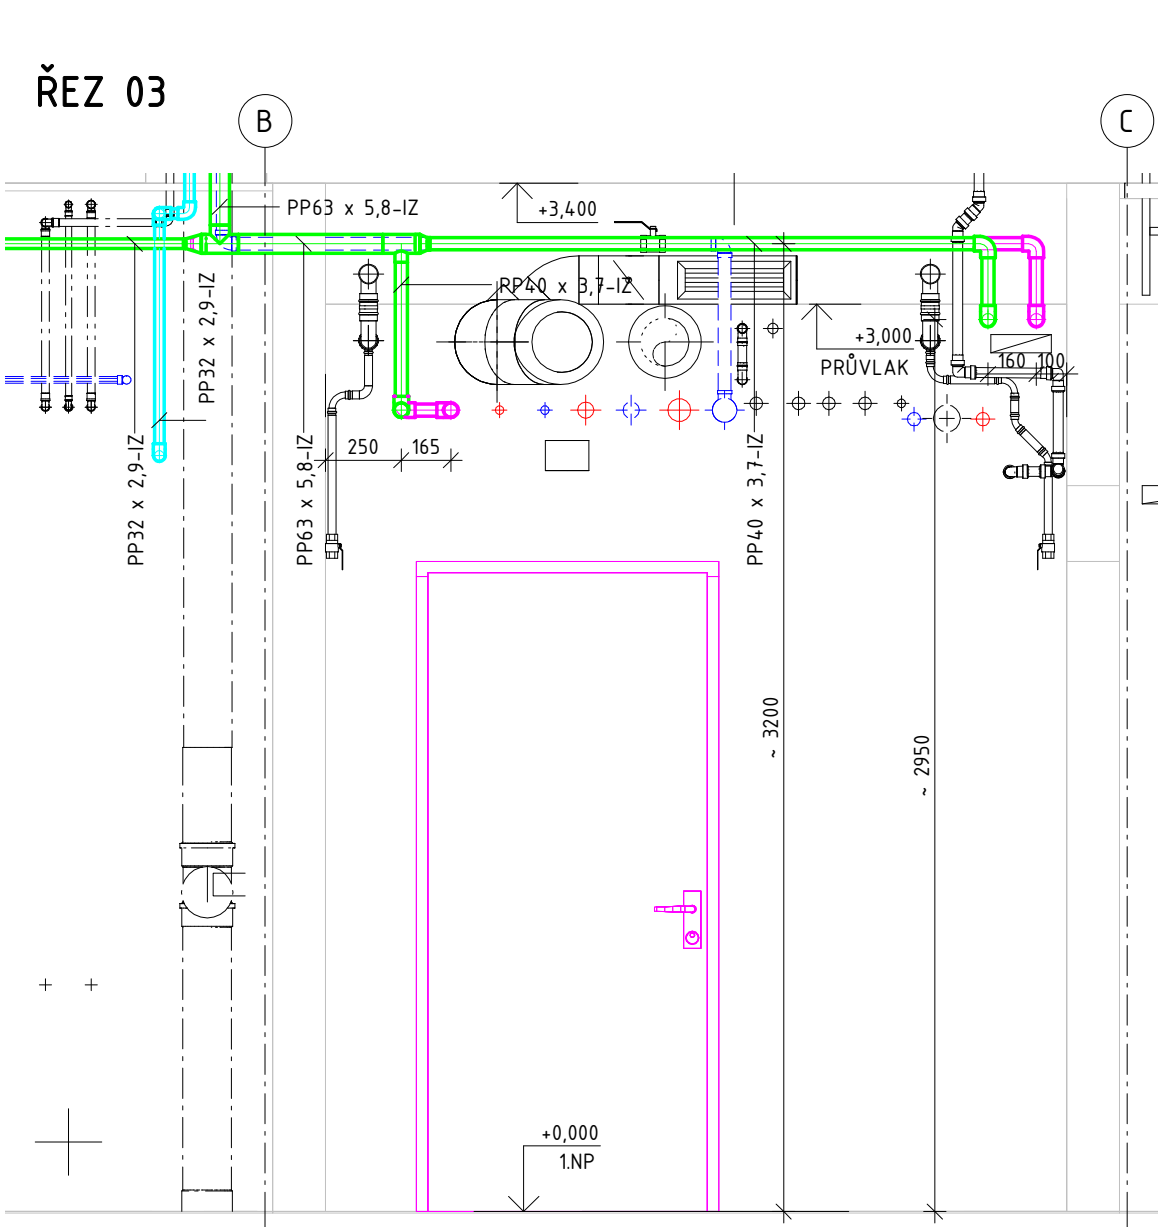 ŘEZ 03
B
C
PP63 x 5,8-IZ
+3,400
PP40 x 3,7-IZ
PP32 x 2,9-IZ
+3,000
PRŮVLAK
160
100
250
165
PP32 x 2,9-IZ
PP63 x 5,8-IZ
PP40 x 3,7-IZ
~ 3200
~ 2950
+0,000
1.NP